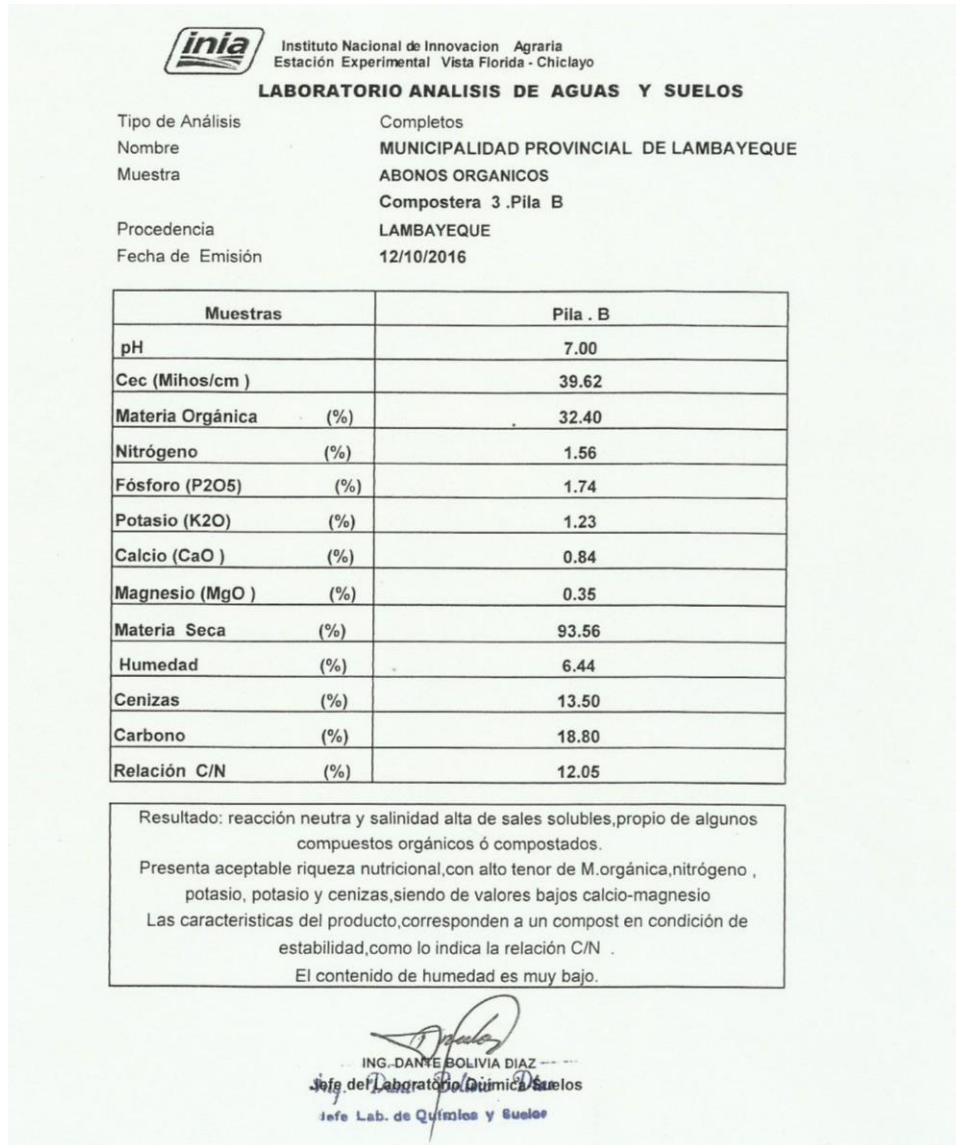 inia
Instituto Nacional de Innovacion Agraria
Estación Experimental Vista Florida - Chiclayo
LABORATORIO ANALISIS DE AGUAS Y SUELOS
Tipo de Análisis Completos
Nombre MUNICIPALIDAD PROVINCIAL DE LAMBAYEQUE
Muestra ABONOS ORGANICOS
Compostera 3 .Pila B
Procedencia LAMBAYEQUE
Fecha de Emisión 12/10/2016
Muestras Pila . B
pH 7.00
Cec (Mihos/cm ) 39.62
Materia Orgánica (%) 32.40
Nitrógeno (%) 1.56
Fósforo (P2O5) (%) 1.74
Potasio (K2O) (%) 1.23
Calcio (CaO ) (%) 0.84
Magnesio (MgO ) (%) 0.35
Materia Seca (%) 93.56
Humedad (%) 6.44
Cenizas (%) 13.50
Carbono (%) 18.80
Relación C/N (%) 12.05
Resultado: reacción neutra y salinidad alta de sales solubles,propio de algunos
compuestos orgánicos ó compostados.
Presenta aceptable riqueza nutricional,con alto tenor de M.orgánica,nitrógeno ,
potasio, potasio y cenizas,siendo de valores bajos calcio-magnesio
Las caracteristicas del producto,corresponden a un compost en condición de
estabilidad,como lo indica la relación C/N .
El contenido de humedad es muy bajo.
ING. DANTE BOLIVIA DIAZ
Jefe del Laboratorio Quimica Suelos
Jefe Lab. de Química y Suelos